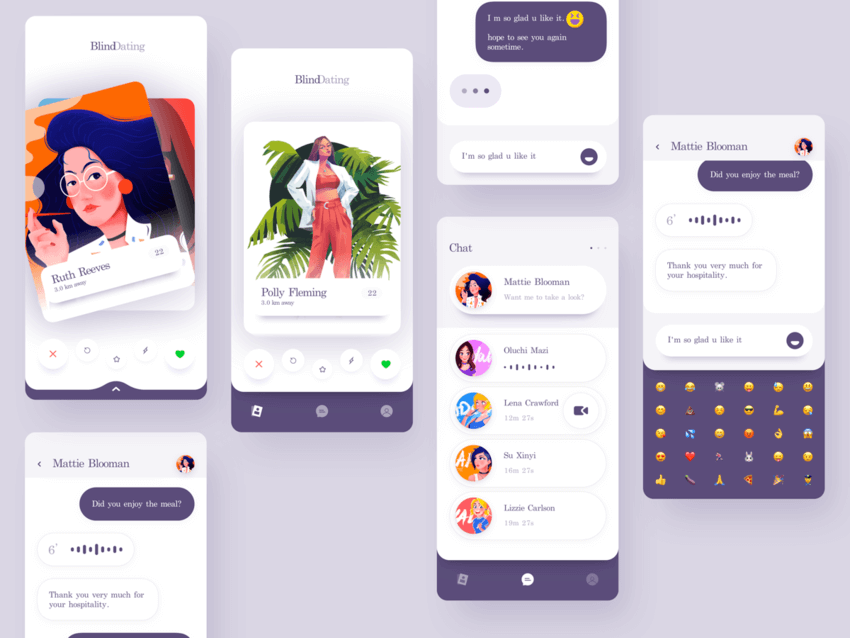 BlindDating
Ruth Reeves
22
3.0 km away
Mattie Blooman
Did you enjoy the meal?
6'
Thank you very much for
your hospitality.
BlindDating
Polly Fleming
22
3.0 km away
I m so glad u like it.
hope to see you again
sometime.
I'm so glad u like it
Chat
Mattie Blooman
Want me to take a look?
Oluchi Mazi
Lena Crawford
12m 27s
Su Xinyi
16m 27s
Lizzie Carlson
18m 27s
Mattie Blooman
Did you enjoy the meal?
6'
Thank you very much for
your hospitality.
I'm so glad u like it